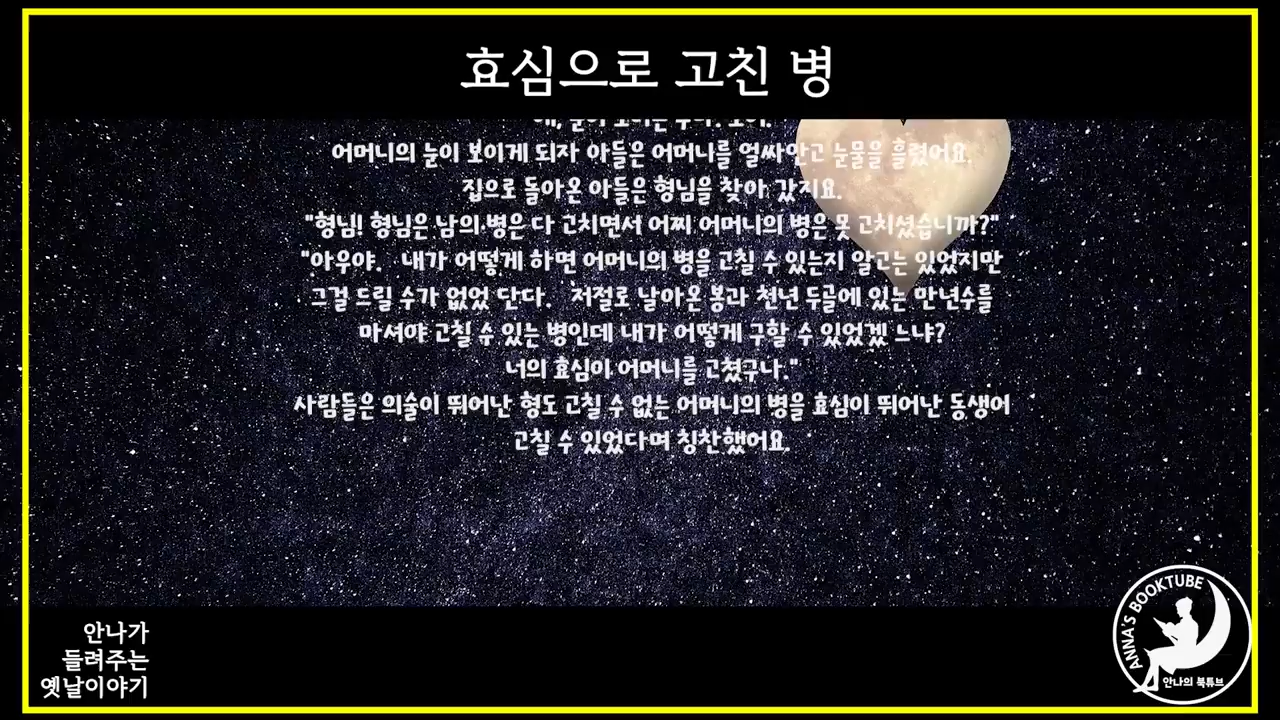 효심으로 고친 병
어머니의 눈이 보이게 되자 아들은 어머니를 얼싸안고 눈물을 흘렸어요.
집으로 돌아온 아들은 형님을 찾아 갔지요.
"형님! 형님은 남의 병은 다 고치면서 어찌 어머니의 병은 못 고치셨습니까?"
"아우야. 내가 어떻게 하면 어머니의 병을 고칠 수 있는지 알고는 있었지만
그걸 드릴 수가 없었 단다. 저절로 날아온 봉과 천년 두골에 있는 만년수를
마셔야 고칠 수 있는 병인데 내가 어떻게 구할 수 있었겠 느냐?
너의 효심이 어머니를 고쳤구나."
사람들은 의술이 뛰어난 형도 고칠 수 없는 어머니의 병을 효심이 뛰어난 동생이
고칠 수 있었다며 칭찬했어요.
안나가
들려주는
옛날이야기
ANNA'S BOOKTUBE
안나의 북튜브